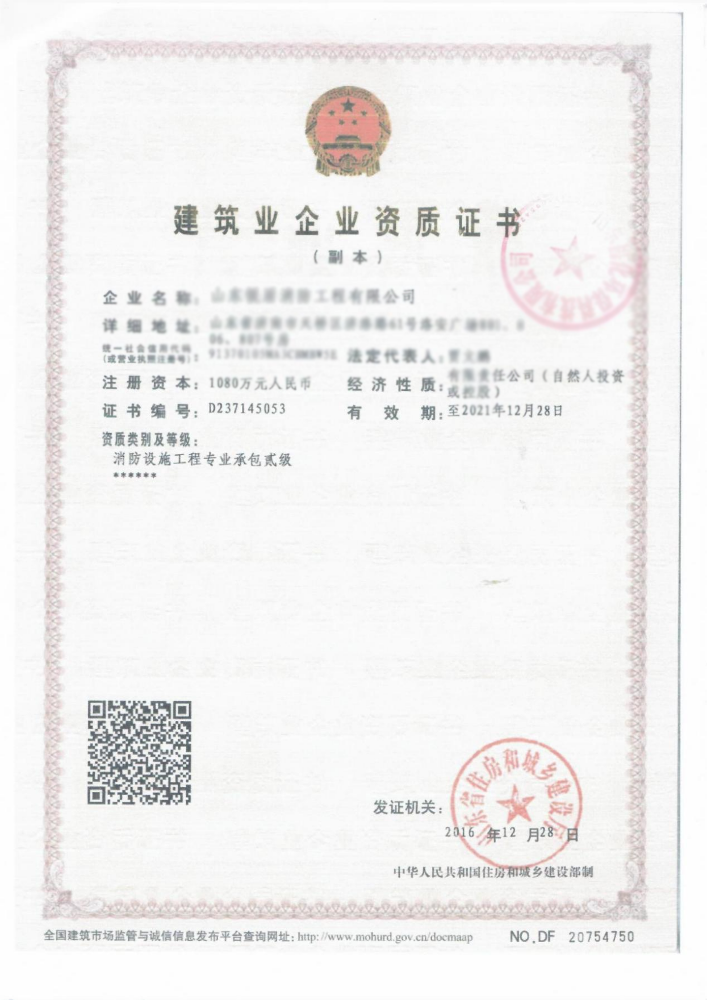 建筑业企业资质证书
（副本）
企业名称：工程有限公司
详细地址：61号
统一社会信用代码
(或营业执照注册号)：
法定代表人：
注册资本：1080万元人民币
经济性质：有限责任公司（自然人投资
或控股）
证书编号：D237145053
有效期：至2021年12月28日
资质类别及等级：
消防设施工程专业承包贰级
******
山东省住房和城乡建设厅
发证机关：
2016 年12 月28 日
中华人民共和国住房和城乡建设部制
全国建筑市场监管与诚信信息发布平台查询网址：http://www.mohurd.gov.cn/docmaap
NO.DF 20754750